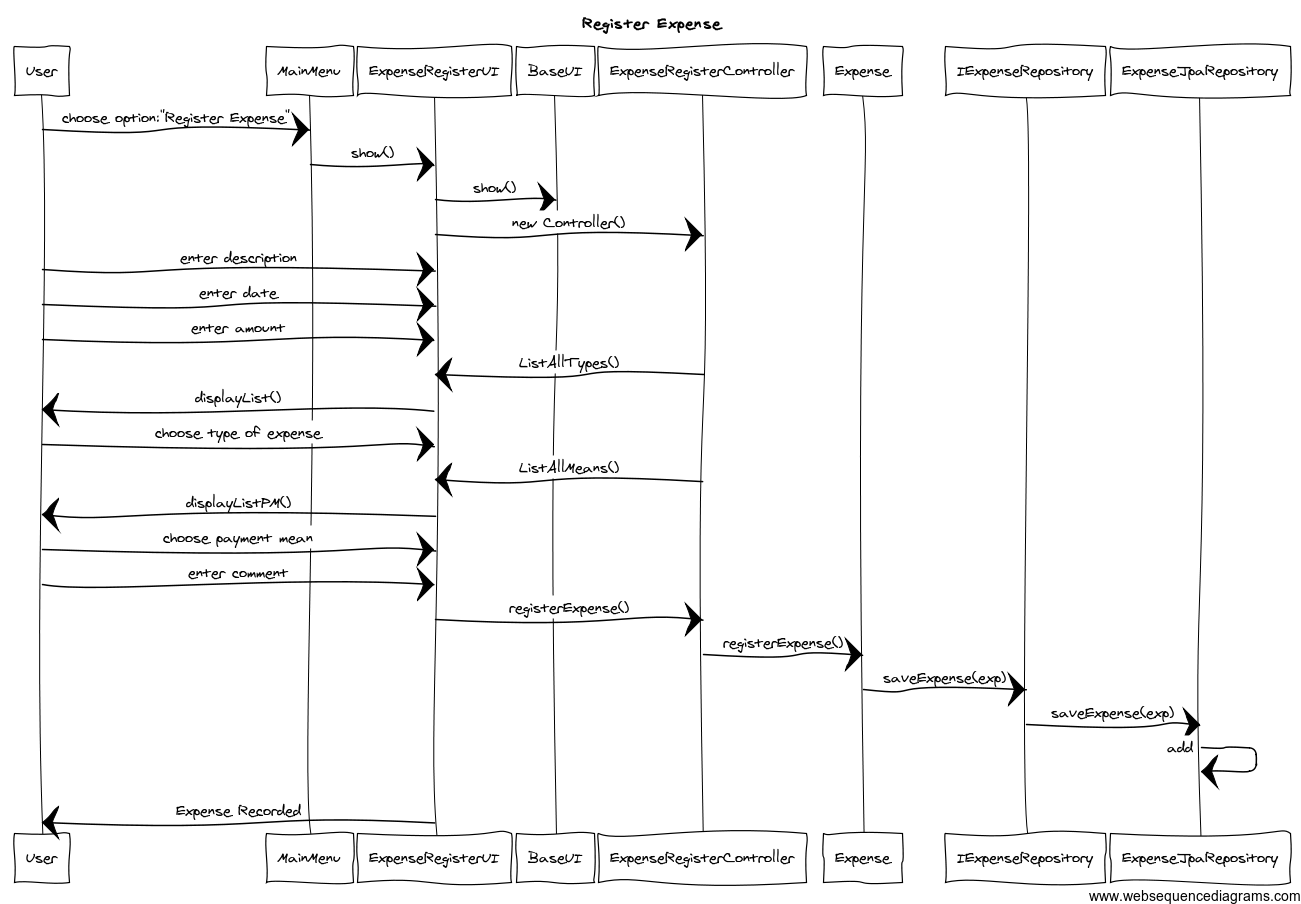 Register Expense
User MainMenu ExpenseRegisterUI BaseUI ExpenseRegisterController Expense IExpenseRepository ExpenseJpaRepository
choose option:"Register Expense"
show()
show()
new Controller()
enter description
enter date
enter amount
ListAllTypes()
displayList()
choose type of expense
ListAllMeans()
displayListPM()
choose payment mean
enter comment
registerExpense()
registerExpense()
saveExpense(exp)
saveExpense(exp)
add
Expense Recorded
User MainMenu ExpenseRegisterUI BaseUI ExpenseRegisterController Expense IExpenseRepository ExpenseJpaRepository
www.websequencediagrams.com